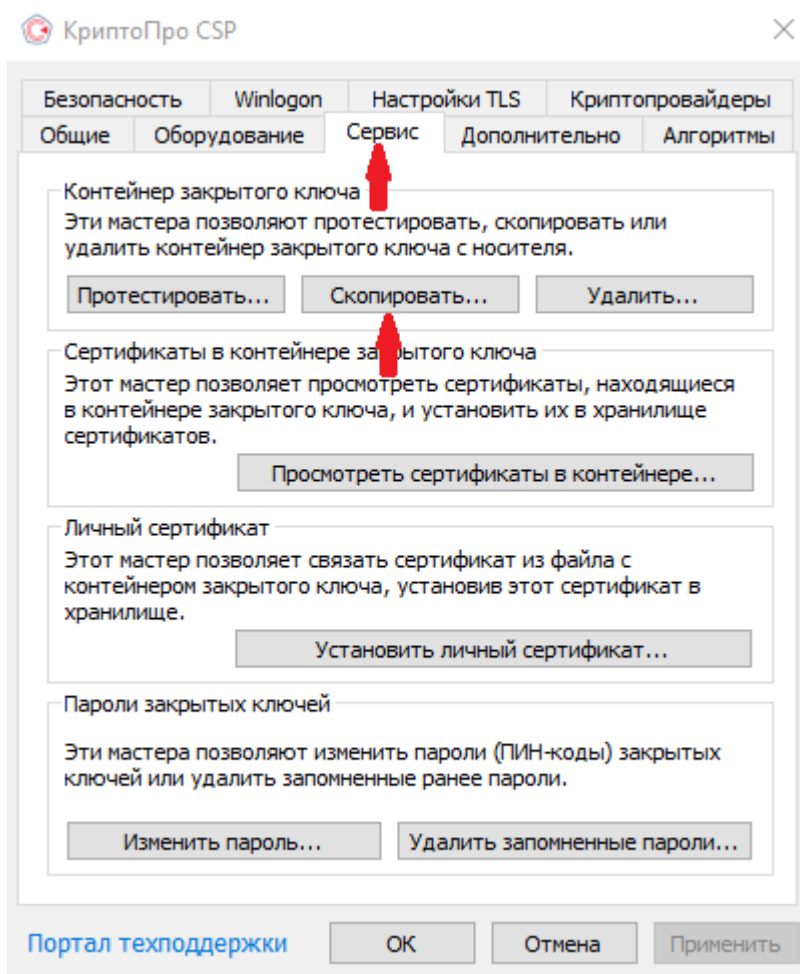 КриптоПро CSP
Безопасность Winlogon Настройки TLS Криптопровайдеры
Общие Оборудование Сервис Дополнительно Алгоритмы
Контейнер закрытого ключа
Эти мастера позволяют протестировать, скопировать или
удалить контейнер закрытого ключа с носителя.
Протестировать... Скопировать... Удалить...
Сертификаты в контейнере закрытого ключа
Этот мастер позволяет просмотреть сертификаты, находящиеся
в контейнере закрытого ключа, и установить их в хранилище
сертификатов.
Просмотреть сертификаты в контейнере...
Личный сертификат
Этот мастер позволяет связать сертификат из файла с
контейнером закрытого ключа, установив этот сертификат в
хранилище.
Установить личный сертификат...
Пароли закрытых ключей
Эти мастера позволяют изменить пароли (ПИН-коды) закрытых
ключей или удалить запомненные ранее пароли.
Изменить пароль... Удалить запомненные пароли...
Портал техподдержки ОК Отмена Применить